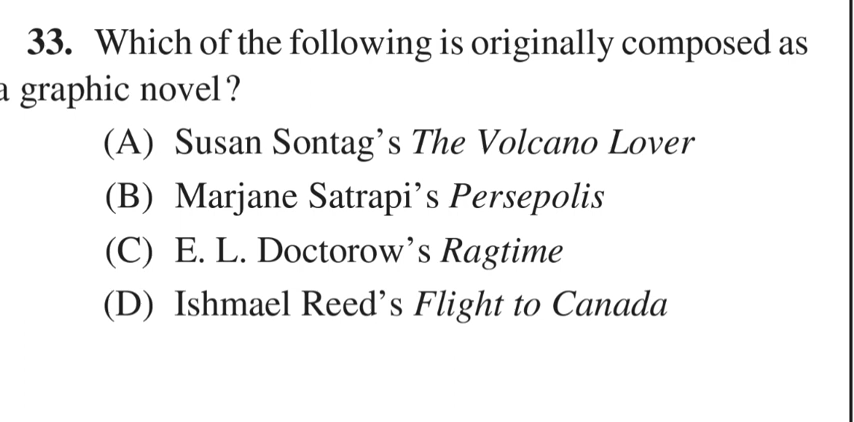 33. Which of the following is originally composed as
a graphic novel?
(A) Susan Sontag's The Volcano Lover
(B) Marjane Satrapi's Persepolis
(C) E. L. Doctorow's Ragtime
(D) Ishmael Reed's Flight to Canada